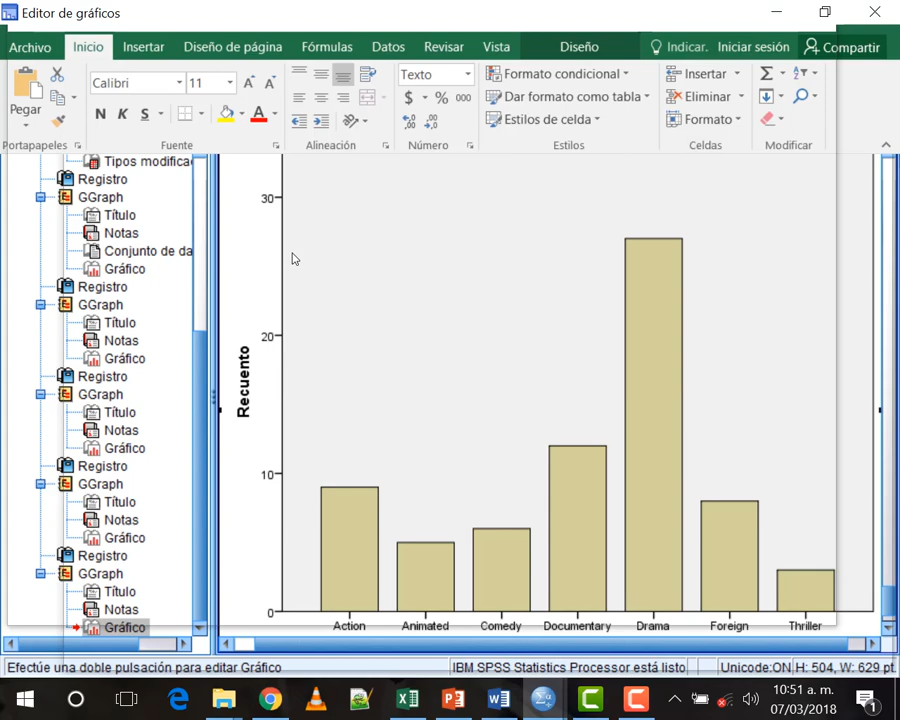 Editor de gráficos
Archivo Inicio Insertar Diseño de página Fórmulas Datos Revisar Vista Diseño Indicar. Iniciar sesión Compartir
Pegar
Calibri 11
N K S A
Texto
$ % 000
Formato condicional
Dar formato como tabla
Estilos de celda
Insertar
Eliminar
Formato
Portapapeles Fuente Alineación Número Estilos Celdas Modificar
Tipos modifica
Registro
GGraph
Título
Notas
Conjunto de da
Gráfico
Registro
GGraph
Título
Notas
Gráfico
Registro
GGraph
Título
Notas
Gráfico
Registro
GGraph
Título
Notas
Gráfico
Registro
GGraph
Título
Notas
Gráfico
30
20
10
0
Recuento
Action Animated Comedy Documentary Drama Foreign Thriller
Efectúe una doble pulsación para editar Gráfico IBM SPSS Statistics Processor está listo Unicode:ON H: 504, W: 629 pt
10:51 a. m.
07/03/2018
1